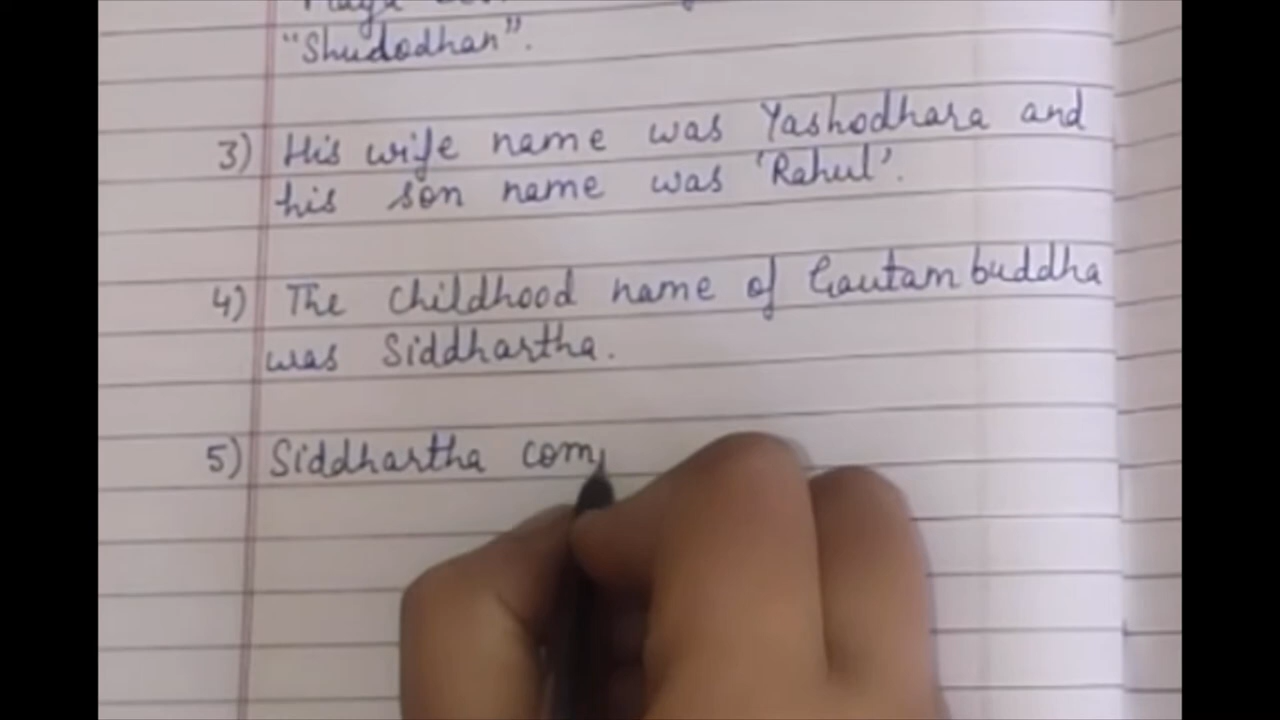 "Shudodhan".
3) His wife name was Yashodhara and
his son name was 'Rahul'.
4) The childhood name of Gautam buddha
was Siddhartha.
5) Siddhartha com